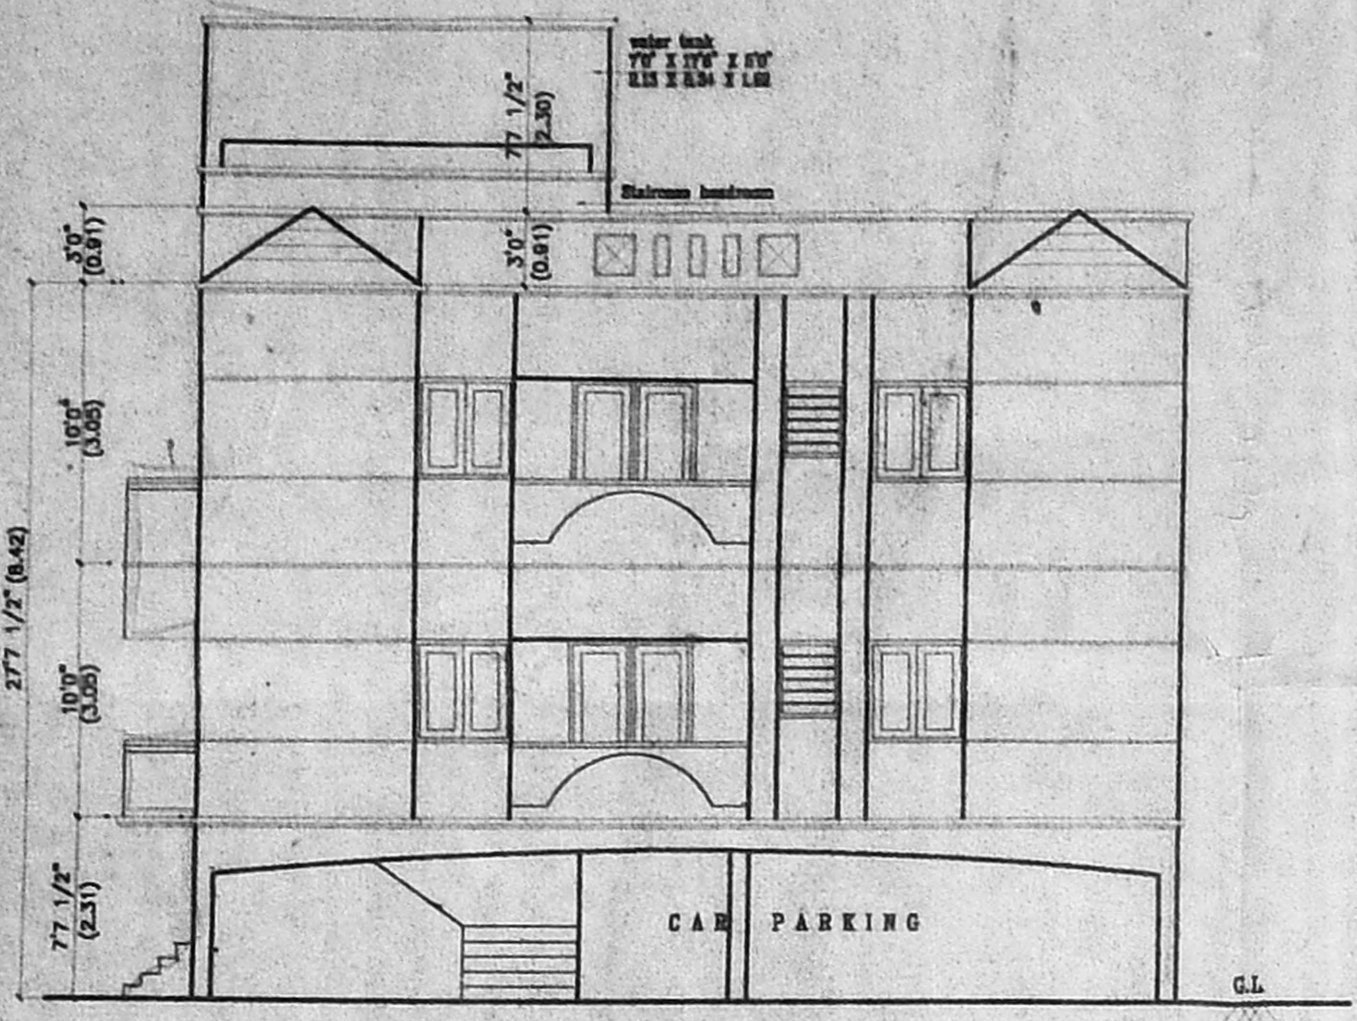 water tank
7'0" X 11'6" X 5'0"
7'7 1/2"
(2.30)
Staircase headroom
3'0"
(0.91)
3'0"
(0.91)
10'0"
(3.05)
27'7 1/2" (8.42)
10'0"
(3.05)
7'7 1/2"
(2.31)
CAR PARKING
G.L